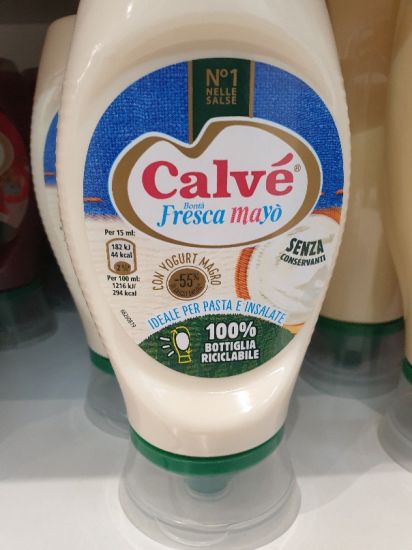 N°1
NELLE
SALSE
Calvé®
Bontà
Fresca mayò
Per 15 ml:
182 kJ
44 kcal
2%
Per 100 ml:
1216 kJ/
294 kcal
CON YOGURT MAGRO
-55%
SENZA
CONSERVANTI
IDEALE PER PASTA E INSALATE
100%
BOTTIGLIA
RICICLABILE